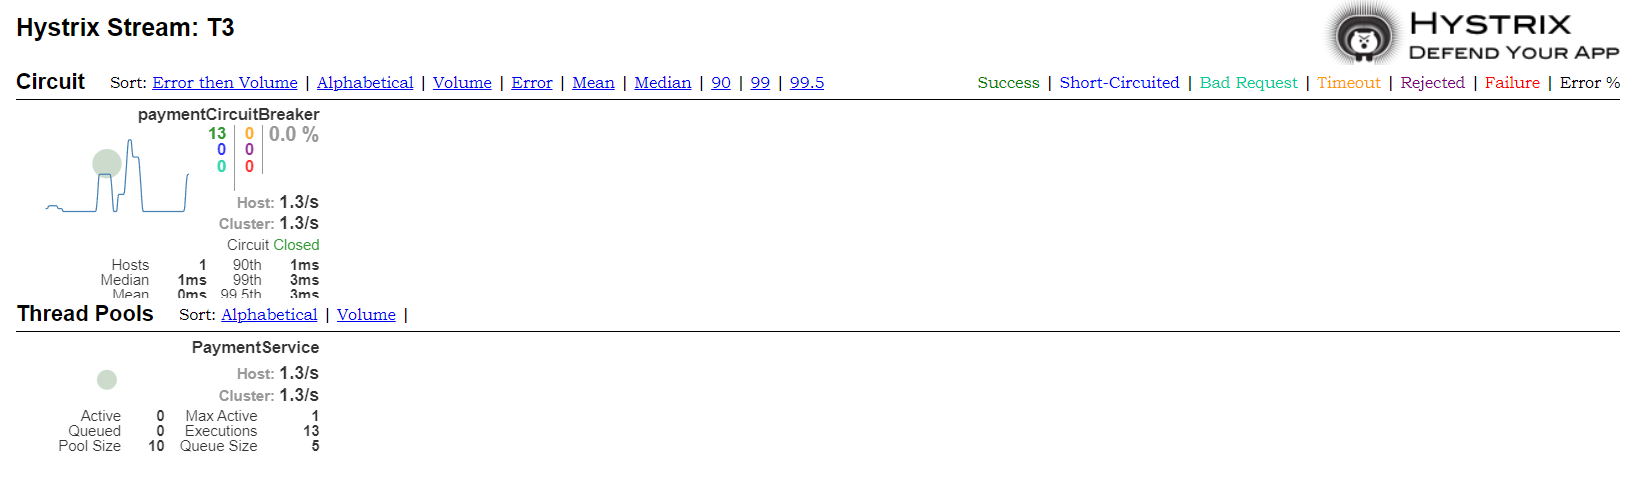 Hystrix Stream: T3
HYSTRIX
DEFEND YOUR APP
Circuit Sort: Error then Volume | Alphabetical | Volume | Error | Mean | Median | 90 | 99 | 99.5 Success | Short-Circuited | Bad Request | Timeout | Rejected | Failure | Error %
paymentCircuitBreaker
13 0 0.0 %
0 0
0 0
Host: 1.3/s
Cluster: 1.3/s
Circuit Closed
Hosts 1 90th 1ms
Median 1ms 99th 3ms
Mean 0ms 99.5th 3ms
Thread Pools Sort: Alphabetical | Volume |
PaymentService
Host: 1.3/s
Cluster: 1.3/s
Active 0 Max Active 1
Queued 0 Executions 13
Pool Size 10 Queue Size 5